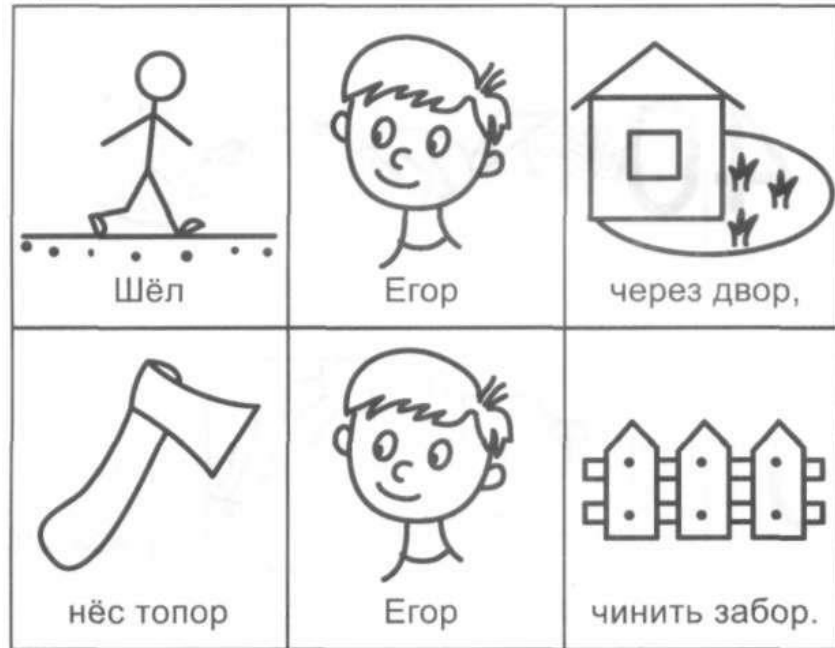 Шёл
Егор
через двор,
нёс топор
Егор
чинить забор.